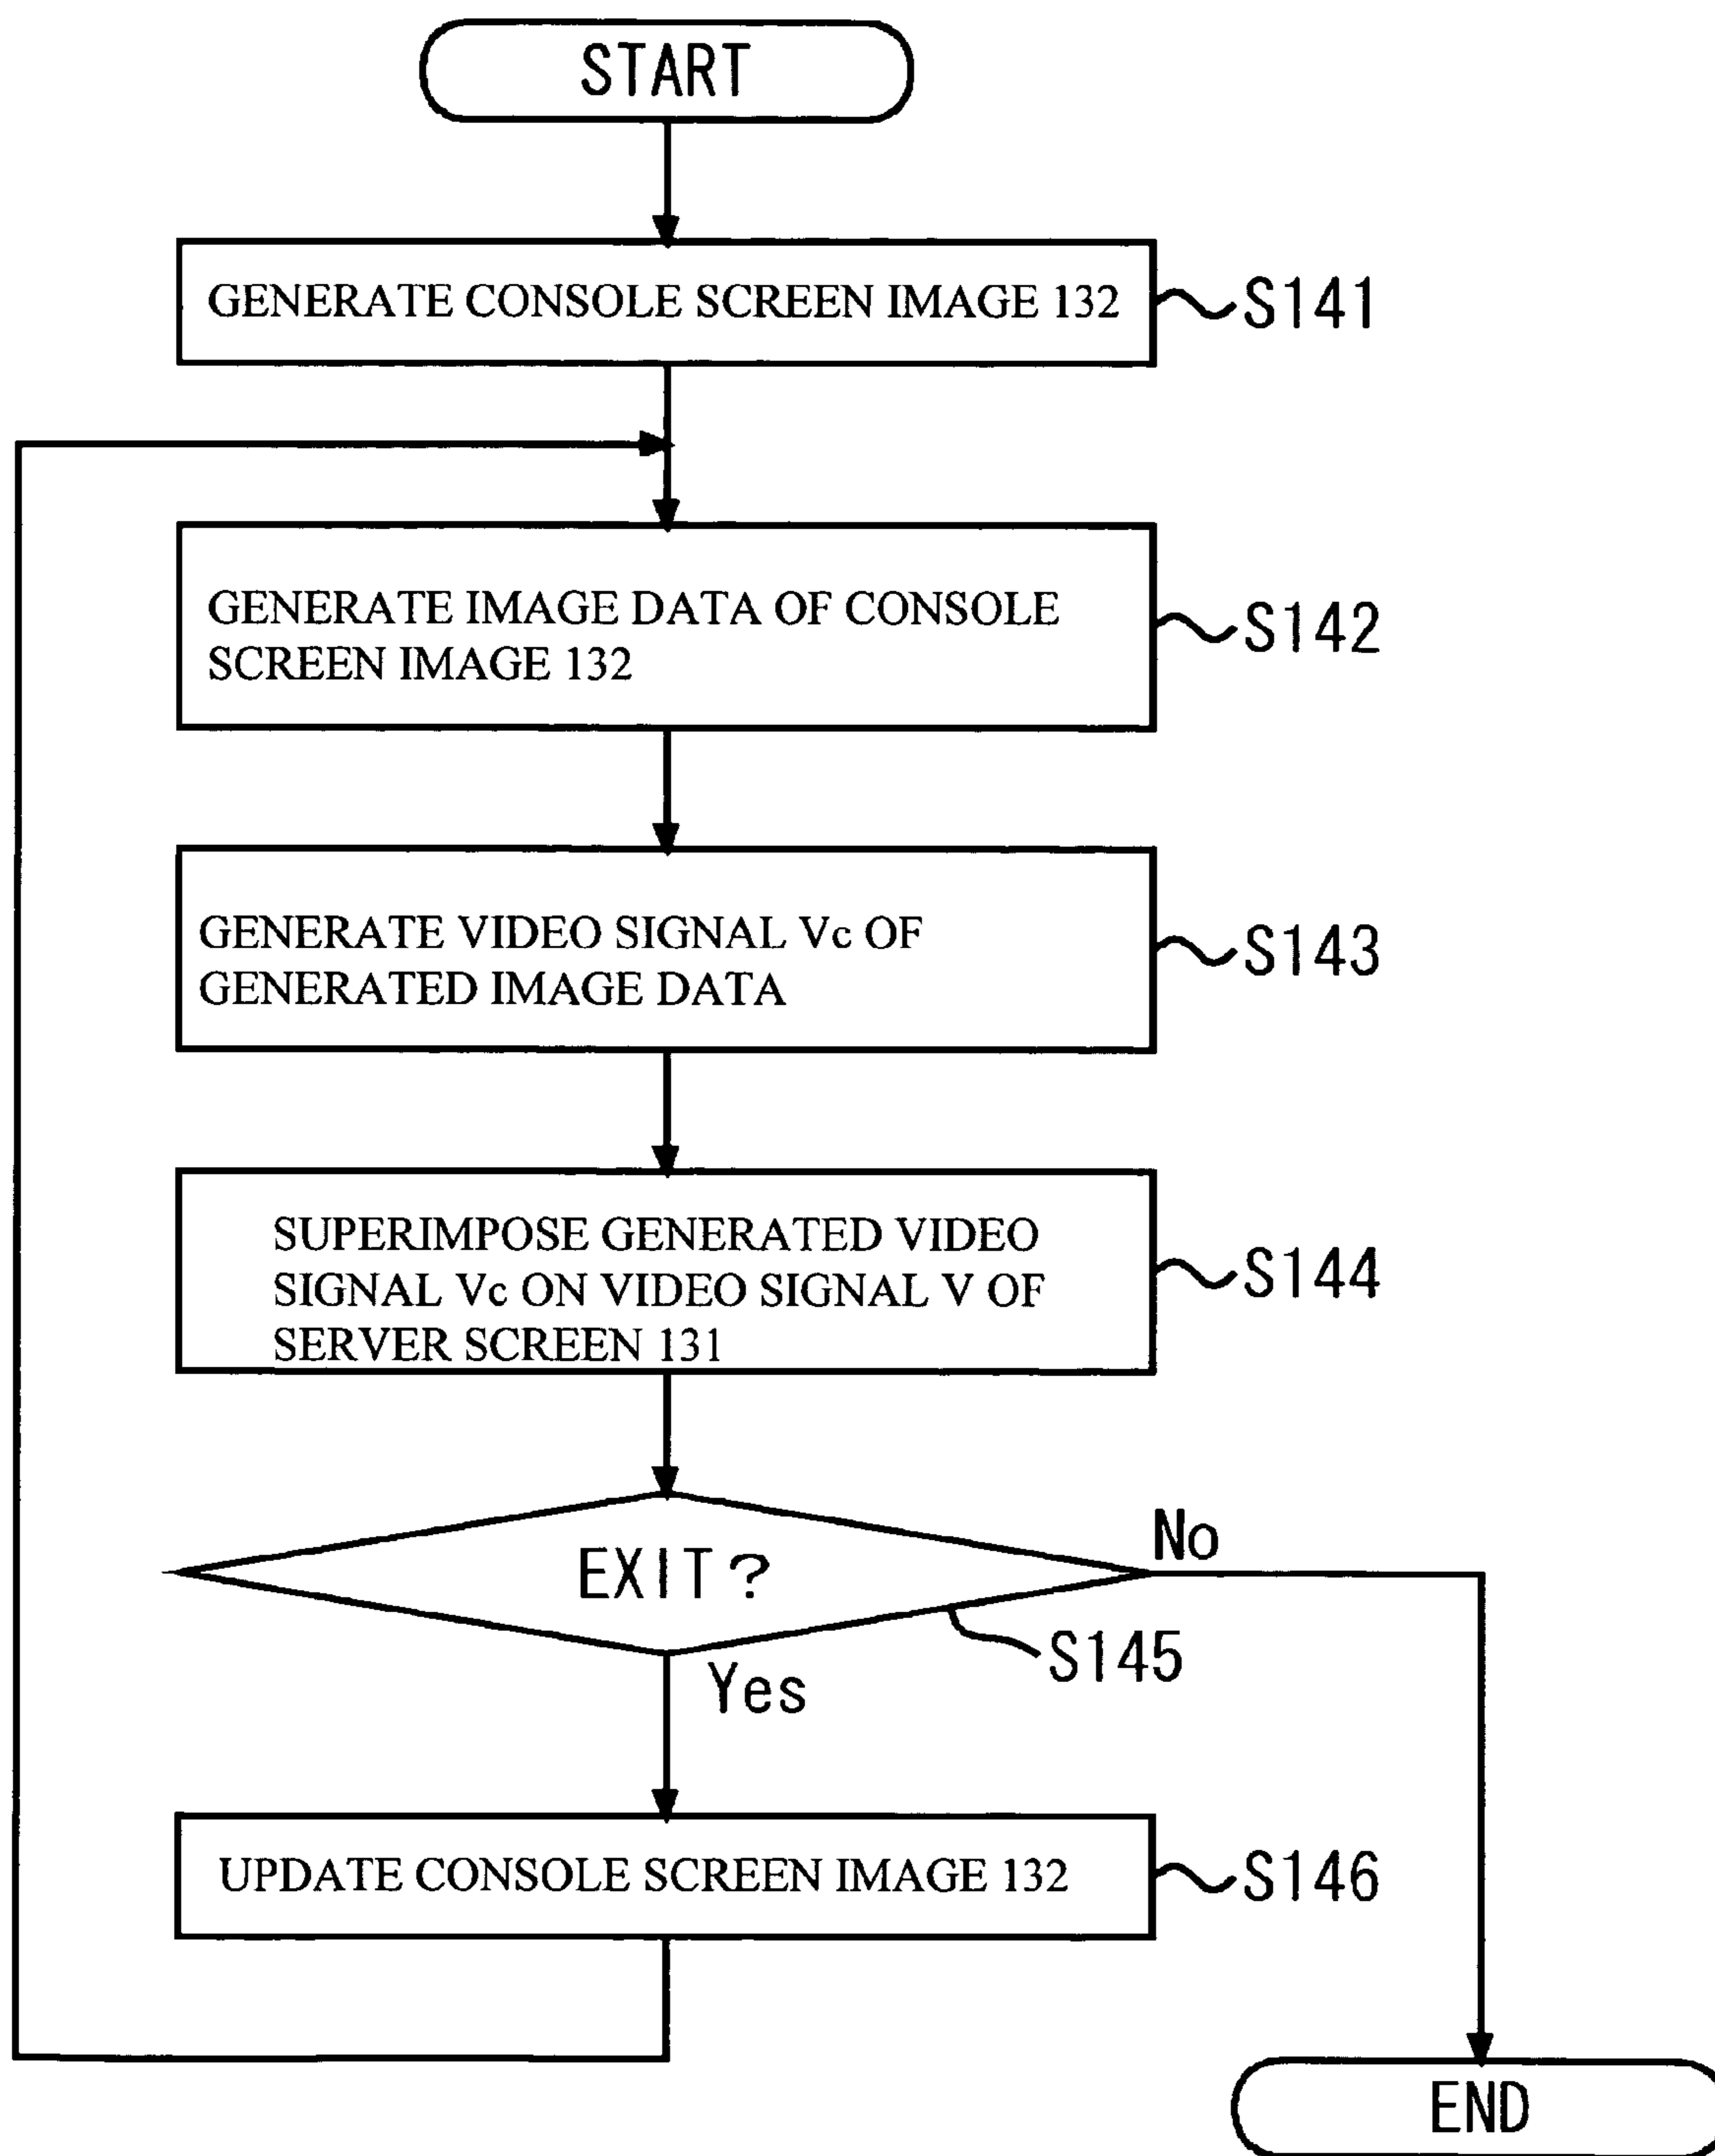 START
GENERATE CONSOLE SCREEN IMAGE 132
S141
GENERATE IMAGE DATA OF CONSOLE
SCREEN IMAGE 132
S142
GENERATE VIDEO SIGNAL Vc OF
GENERATED IMAGE DATA
S143
SUPERIMPOSE GENERATED VIDEO
SIGNAL Vc ON VIDEO SIGNAL V OF
SERVER SCREEN 131
S144
EXIT?
No
S145
Yes
UPDATE CONSOLE SCREEN IMAGE 132
S146
END